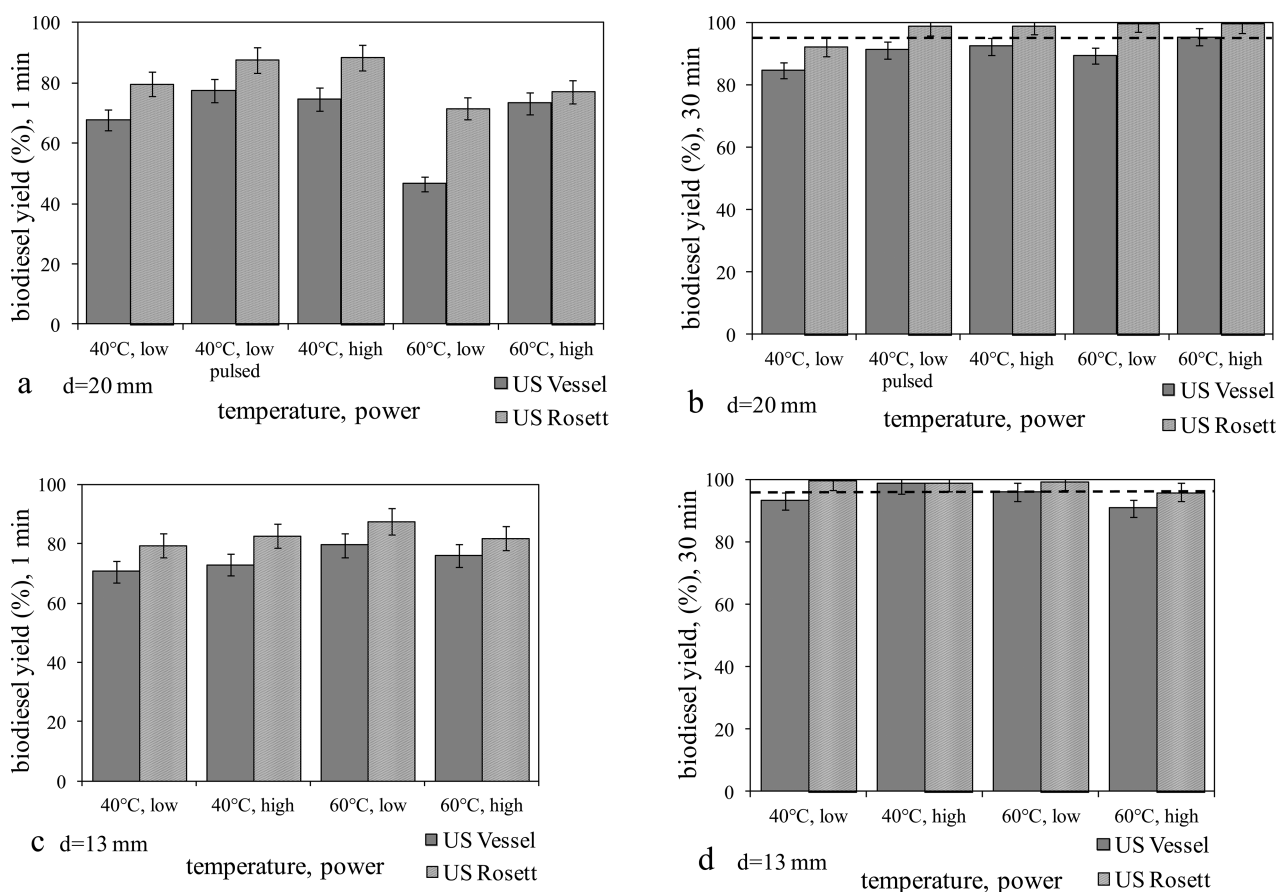 biodiesel yield (%), 1 min
100
80
60
40
20
0
40°C, low
40°C, low
pulsed
40°C, high
60°C, low
60°C, high
a
d=20 mm
temperature, power
US Vessel
US Rosett
biodiesel yield (%), 30 min
100
80
60
40
20
0
40°C, low
40°C, low
pulsed
40°C, high
60°C, low
60°C, high
b
d=20 mm
temperature, power
US Vessel
US Rosett
biodiesel yield (%), 1 min
100
80
60
40
20
0
40°C, low
40°C, high
60°C, low
60°C, high
c
d=13 mm
temperature, power
US Vessel
US Rosett
biodiesel yield, (%), 30 min
100
80
60
40
20
0
40°C, low
40°C, high
60°C, low
60°C, high
d
d=13 mm
temperature, power
US Vessel
US Rosett